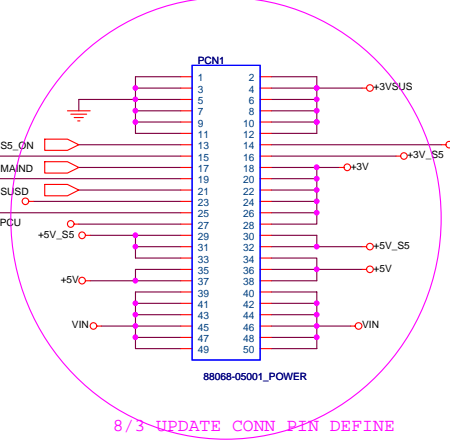 PCN1
1 2
3 4
+3VSUS
5 6
7 8
9 10
11 12
S5_ON
13 14
15 16
+3V_S5
MAIND
17 18
+3V
19 20
SUSD
21 22
23 24
25 26
PCU
27 28
+5V_S5
29 30
31 32
+5V_S5
33 34
35 36
+5V
+5V
37 38
39 40
41 42
43 44
VIN
45 46
VIN
47 48
49 50
88068-05001_POWER
8/3 UPDATE CONN PIN DEFINE